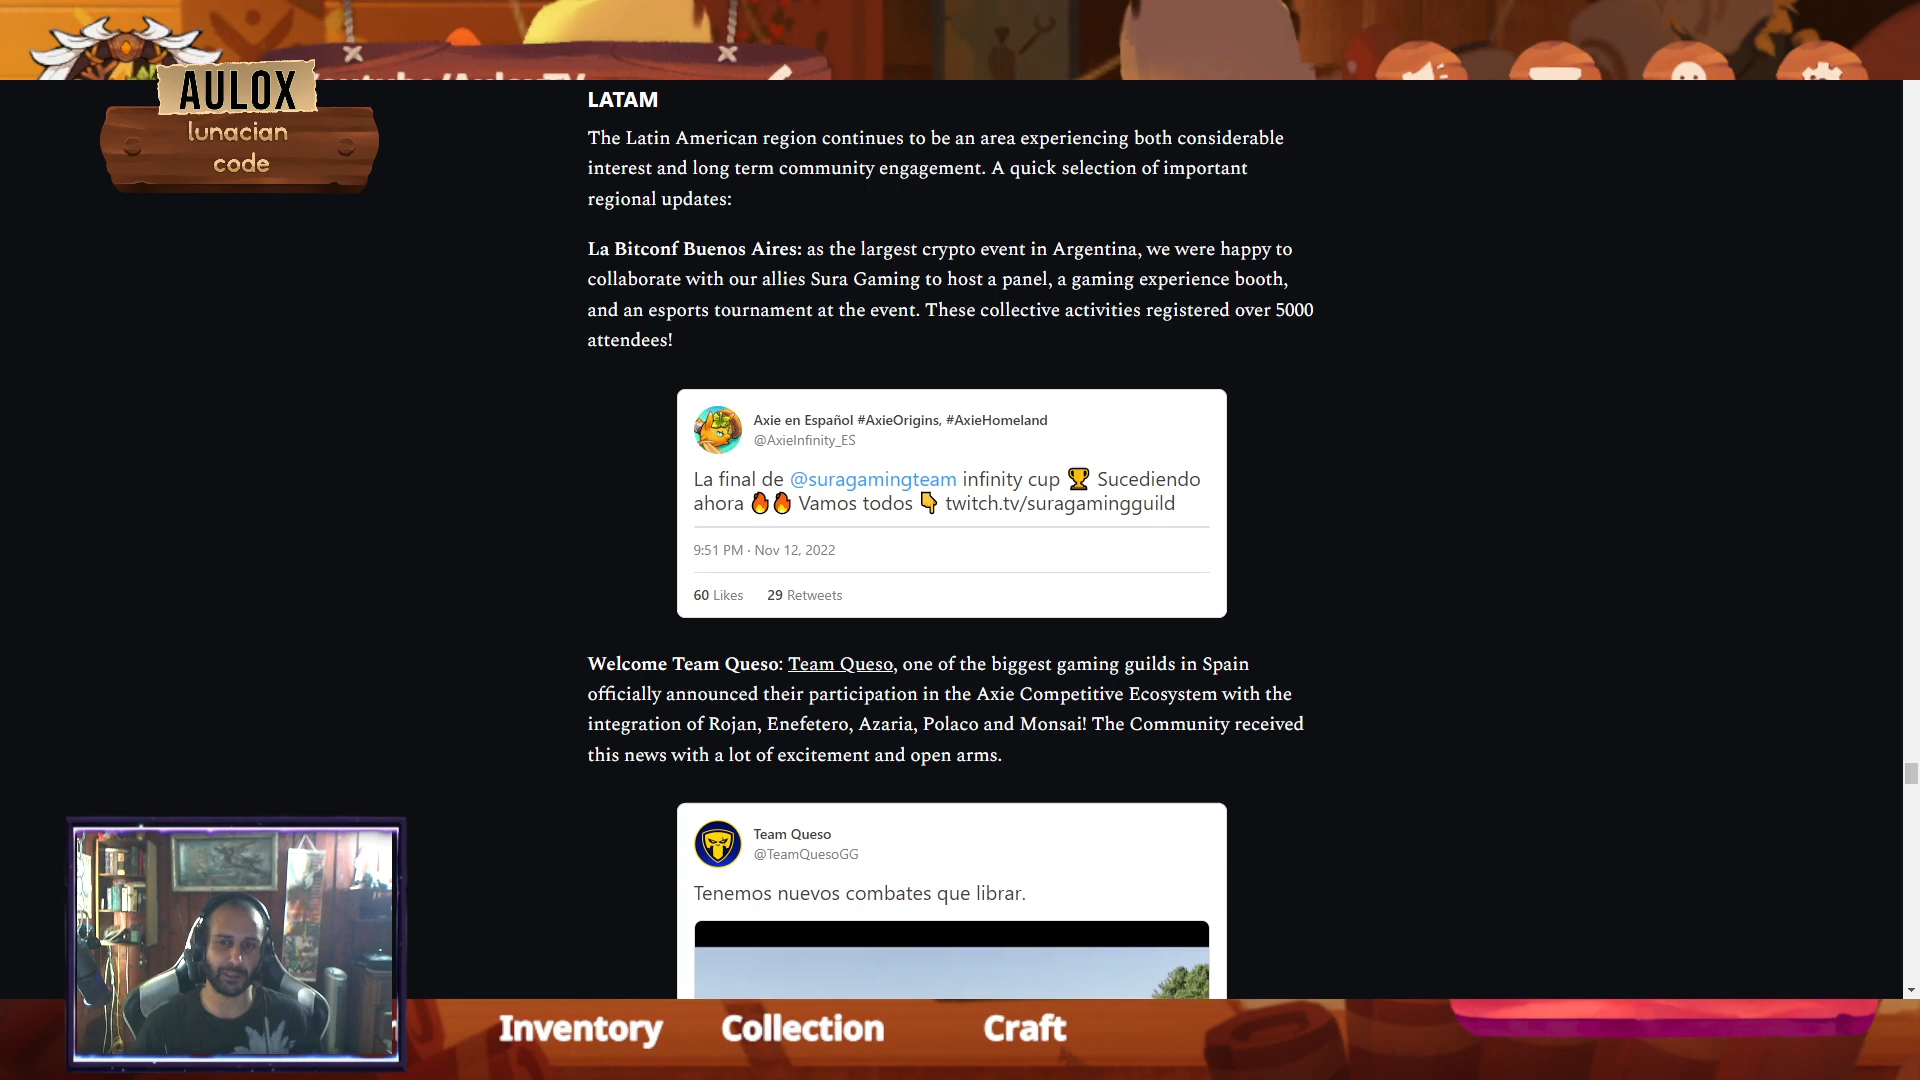 AULOX
lunacian
code
LATAM
The Latin American region continues to be an area experiencing both considerable
interest and long term community engagement. A quick selection of important
regional updates:
La Bitconf Buenos Aires: as the largest crypto event in Argentina, we were happy to
collaborate with our allies Sura Gaming to host a panel, a gaming experience booth,
and an esports tournament at the event. These collective activities registered over 5000
attendees!
Axie en Español #AxieOrigins, #AxieHomeland
@AxieInfinity_ES
La final de @suragamingteam infinity cup 🏆 Sucediendo
ahora 🔥🔥 Vamos todos 👇 twitch.tv/suragamingguild
9:51 PM · Nov 12, 2022
60 Likes 29 Retweets
Welcome Team Queso: Team Queso, one of the biggest gaming guilds in Spain
officially announced their participation in the Axie Competitive Ecosystem with the
integration of Rojan, Enefetero, Azaria, Polaco and Monsai! The Community received
this news with a lot of excitement and open arms.
Team Queso
@TeamQuesoGG
Tenemos nuevos combates que librar.
Inventory Collection Craft